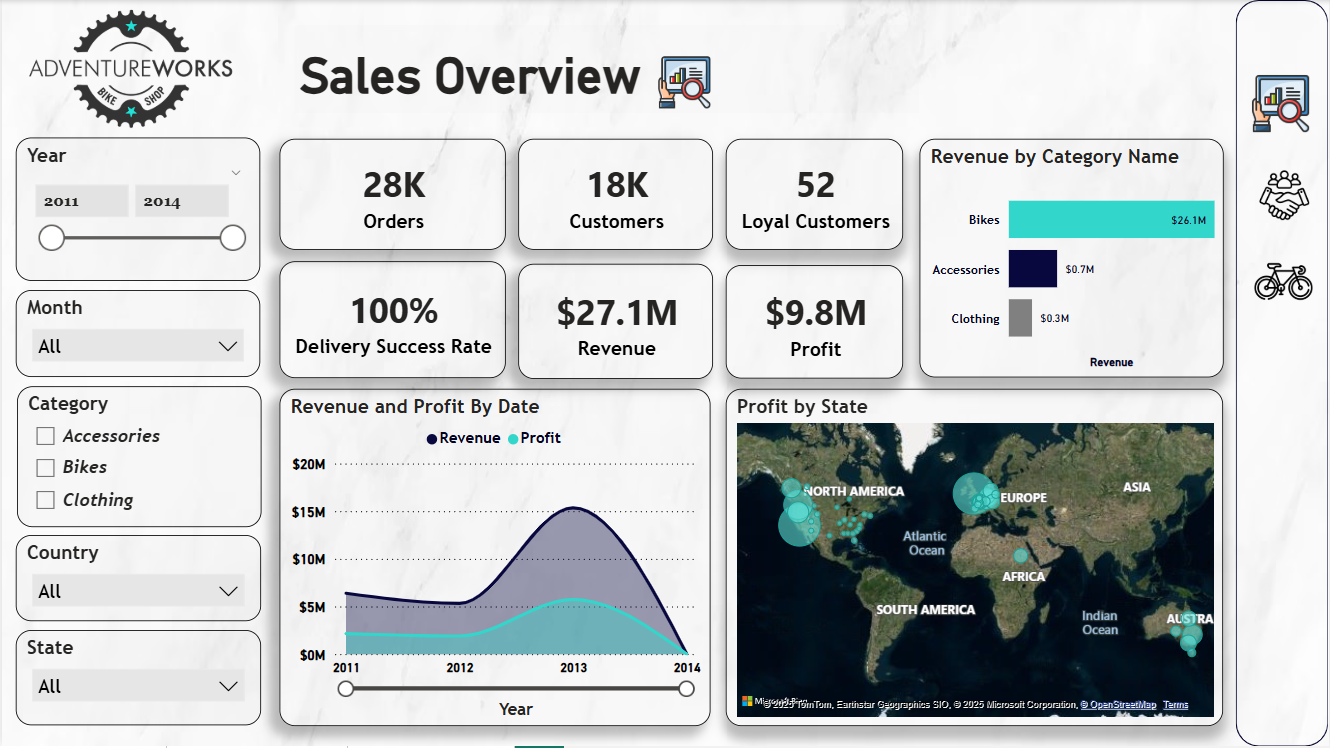 ADVENTUREWORKS
BIKE SHOP
Sales Overview
Year
2011
2014
Month
All
Category
Accessories
Bikes
Clothing
Country
All
State
All
28K
Orders
18K
Customers
52
Loyal Customers
100%
Delivery Success Rate
$27.1M
Revenue
$9.8M
Profit
Revenue by Category Name
Bikes
$26.1M
Accessories
$0.7M
Clothing
$0.3M
Revenue
Revenue and Profit By Date
Revenue Profit
$20M
$15M
$10M
$5M
$0M
2011 2012 2013 2014
Year
Profit by State
NORTH AMERICA
EUROPE
ASIA
Atlantic
Ocean
AFRICA
SOUTH AMERICA
Indian
Ocean
AUSTRA
© 2025 TomTom, Earthstar Geographics SIO, © 2025 Microsoft Corporation, © OpenStreetMap Terms